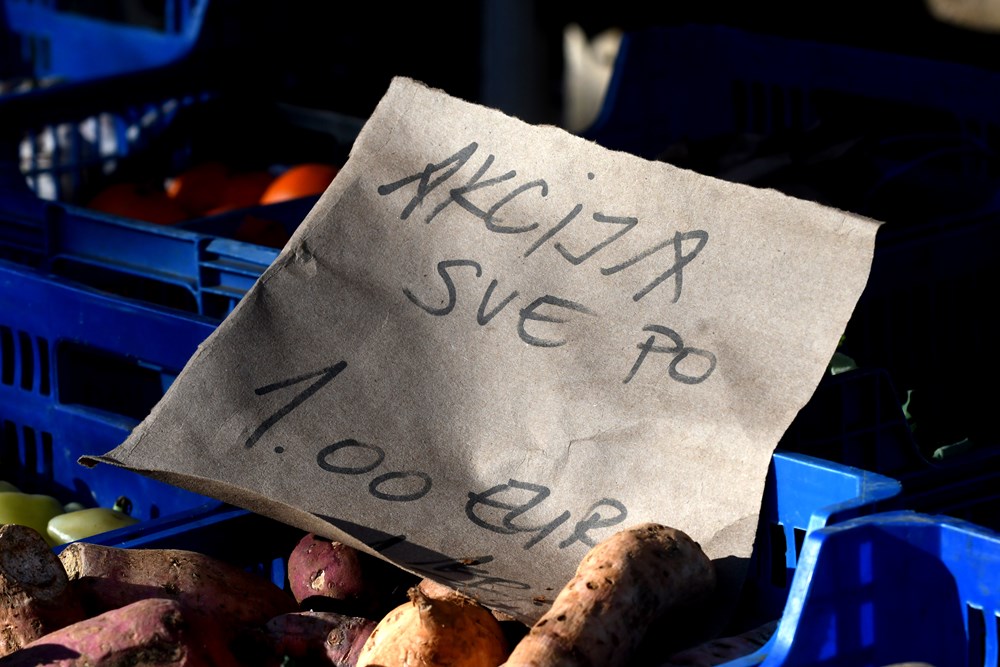 AKCIJA
SVE PO
1.00 EUR